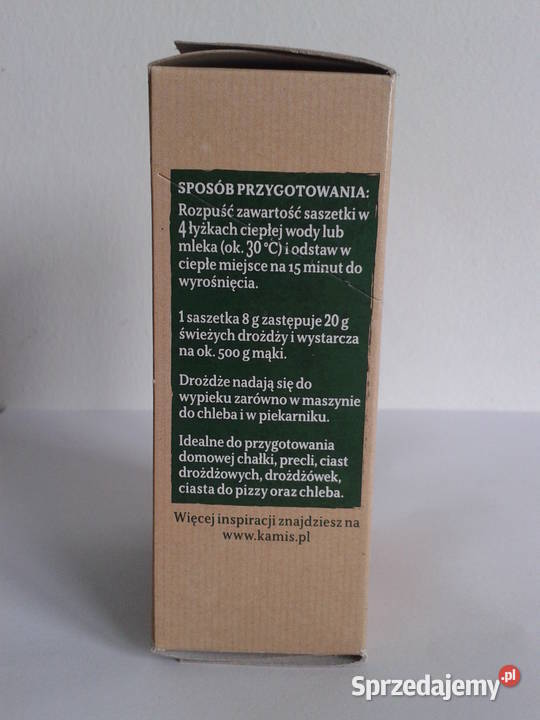 SPOSÓB PRZYGOTOWANIA:
Rozpuść zawartość saszetki w
4 łyżkach ciepłej wody lub
mleka (ok. 30 °C) i odstaw w
ciepłe miejsce na 15 minut do
wyrośnięcia.
1 saszetka 8 g zastępuje 20 g
świeżych drożdży i wystarcza
na ok. 500 g mąki.
Drożdże nadają się do
wypieku zarówno w maszynie
do chleba i w piekarniku.
Idealne do przygotowania
domowej chałki, precli, ciast
drożdżowych, drożdżówek,
ciasta do pizzy oraz chleba.
Więcej inspiracji znajdziesz na
www.kamis.pl
Sprzedajemy.pl